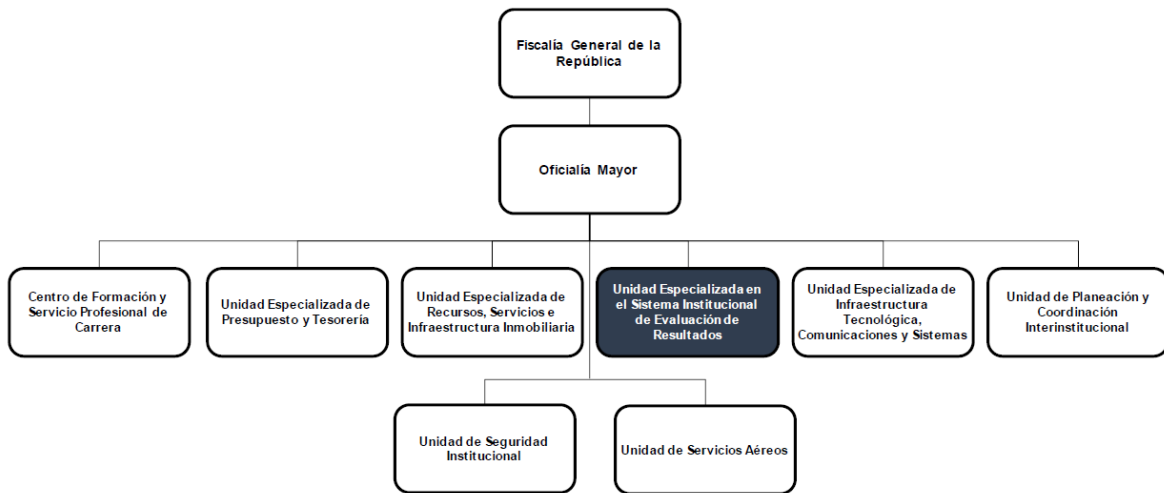 Fiscalía General de la
República
Oficialía Mayor
Centro de Formación y
Servicio Profesional de
Carrera
Unidad Especializada de
Presupuesto y Tesorería
Unidad Especializada de
Recursos, Servicios e
Infraestructura Inmobiliaria
Unidad Especializada en
el Sistema Institucional
de Evaluación de
Resultados
Unidad Especializada de
Infraestructura
Tecnológica,
Comunicaciones y Sistemas
Unidad de Planeación y
Coordinación
Interinstitucional
Unidad de Seguridad
Institucional
Unidad de Servicios Aéreos